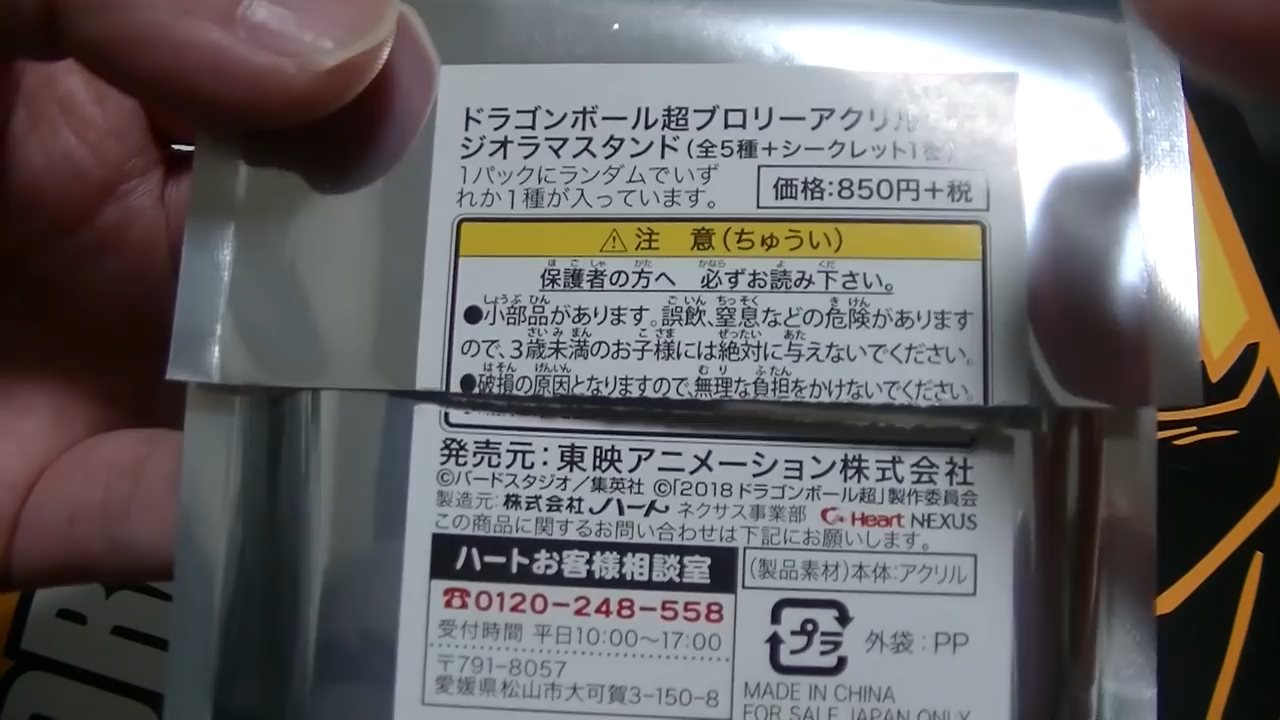 ドラゴンボール超ブロリーアクリル
ジオラマスタンド(全5種+シークレット1種)
1パックにランダムでいず
れか1種が入っています。
価格:850円+税
⚠注 意(ちゅうい)
保護者の方へ 必ずお読み下さい。
●小部品があります。誤飲、窒息などの危険があります
ので、3歳未満のお子様には絶対に与えないでください。
●破損の原因となりますので、無理な負担をかけないでください。
発売元:東映アニメーション株式会社
©バードスタジオ/集英社 ©「2018ドラゴンボール超」製作委員会
製造元:株式会社ハート ネクサス事業部 Heart NEXUS
この商品に関するお問い合わせは下記にお願いします。
ハートお客様相談室
☎0120-248-558
受付時間 平日10:00〜17:00
〒791-8057
愛媛県松山市大可賀3-150-8
(製品素材)本体:アクリル
プラ 外袋:PP
MADE IN CHINA
FOR SALE JAPAN ONLY